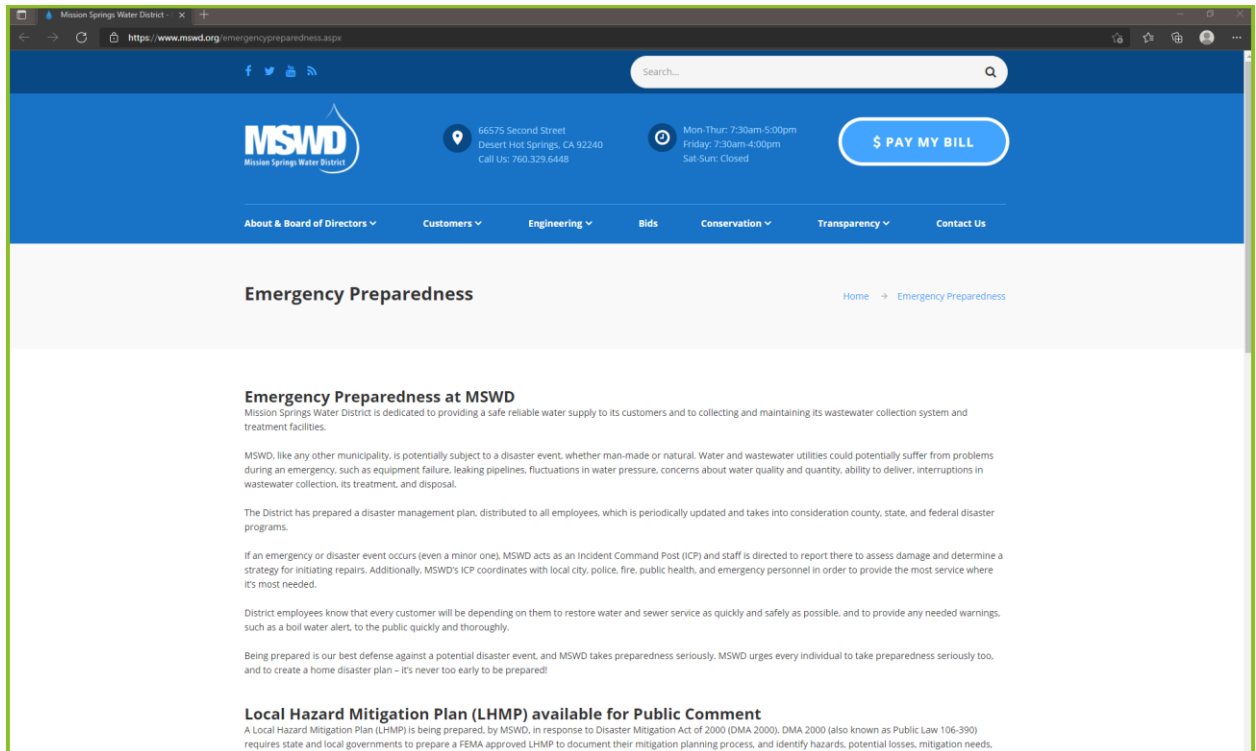 Mission Springs Water District -
https://www.mswd.org/emergencypreparedness.aspx
Search...
MSWD
Mission Springs Water District
66575 Second Street
Desert Hot Springs, CA 92240
Call Us: 760.329.6448
Mon-Thur: 7:30am-5:00pm
Friday: 7:30am-4:00pm
Sat-Sun: Closed
$ PAY MY BILL
About & Board of Directors Customers Engineering Bids Conservation Transparency Contact Us
Emergency Preparedness
Home → Emergency Preparedness
Emergency Preparedness at MSWD
Mission Springs Water District is dedicated to providing a safe reliable water supply to its customers and to collecting and maintaining its wastewater collection system and
treatment facilities.
MSWD, like any other municipality, is potentially subject to a disaster event, whether man-made or natural. Water and wastewater utilities could potentially suffer from problems
during an emergency, such as equipment failure, leaking pipelines, fluctuations in water pressure, concerns about water quality and quantity, ability to deliver, interruptions in
wastewater collection, its treatment, and disposal.
The District has prepared a disaster management plan, distributed to all employees, which is periodically updated and takes into consideration county, state, and federal disaster
programs.
If an emergency or disaster event occurs (even a minor one), MSWD acts as an Incident Command Post (ICP) and staff is directed to report there to assess damage and determine a
strategy for initiating repairs. Additionally, MSWD's ICP coordinates with local city, police, fire, public health, and emergency personnel in order to provide the most service where
it's most needed.
District employees know that every customer will be depending on them to restore water and sewer service as quickly and safely as possible, and to provide any needed warnings,
such as a boil water alert, to the public quickly and thoroughly.
Being prepared is our best defense against a potential disaster event, and MSWD takes preparedness seriously. MSWD urges every individual to take preparedness seriously too,
and to create a home disaster plan – it's never too early to be prepared!
Local Hazard Mitigation Plan (LHMP) available for Public Comment
A Local Hazard Mitigation Plan (LHMP) is being prepared, by MSWD, in response to Disaster Mitigation Act of 2000 (DMA 2000). DMA 2000 (also known as Public Law 106-390)
requires state and local governments to prepare a FEMA approved LHMP to document their mitigation planning process, and identify hazards, potential losses, mitigation needs,